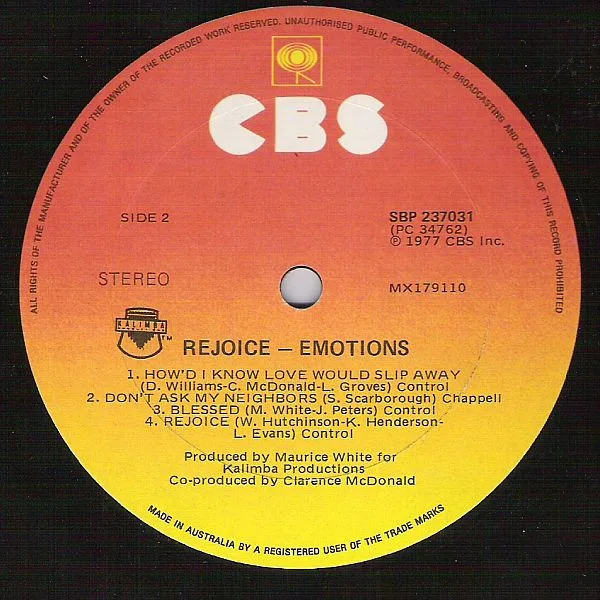 ALL RIGHTS OF THE MANUFACTURER AND OF THE OWNER OF THE RECORDED WORK RESERVED. UNAUTHORISED PUBLIC PERFORMANCE, BROADCASTING AND COPYING OF THIS RECORD PROHIBITED
CBS
SIDE 2
SBP 237031
(PC 34762)
℗ 1977 CBS Inc.
STEREO
MX179110
KALIMBA
TM
REJOICE – EMOTIONS
1. HOW'D I KNOW LOVE WOULD SLIP AWAY
(D. Williams-C. McDonald-L. Groves) Control
2. DON'T ASK MY NEIGHBORS (S. Scarborough) Chappell
3. BLESSED (M. White-J. Peters) Control
4. REJOICE (W. Hutchinson-K. Henderson-
L. Evans) Control
Produced by Maurice White for
Kalimba Productions
Co-produced by Clarence McDonald
MADE IN AUSTRALIA BY A REGISTERED USER OF THE TRADE MARKS